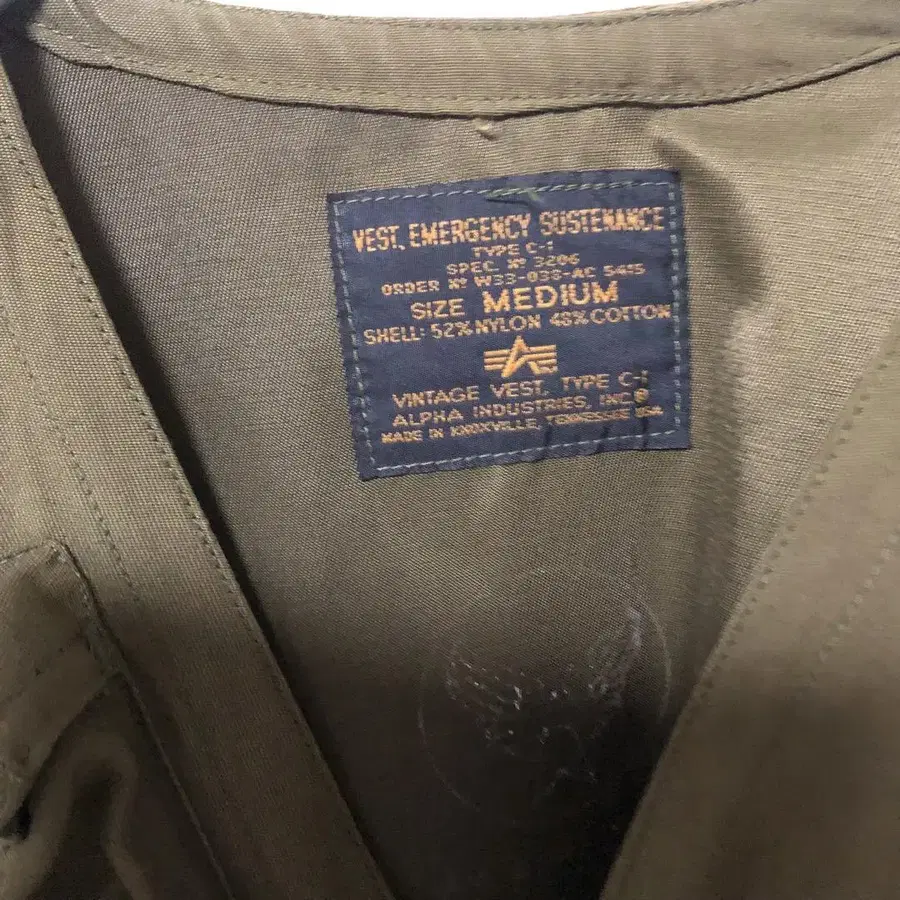 VEST, EMERGENCY SUSTENANCE
TYPE C-1
SPEC. Nº 3206
ORDER Nº W33-038-AC 5415
SIZE MEDIUM
SHELL: 52% NYLON 48% COTTON
VINTAGE VEST, TYPE C-1
ALPHA INDUSTRIES, INC.®
MADE IN KNOXVILLE, TENNESSEE USA